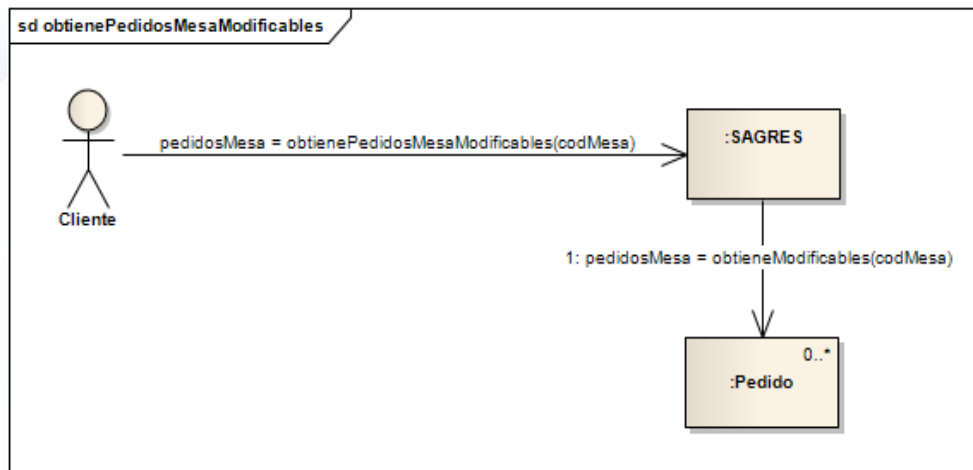 sd obtienePedidosMesaModificables
pedidosMesa = obtienePedidosMesaModificables(codMesa)
:SAGRES
Cliente
1: pedidosMesa = obtieneModificables(codMesa)
0..*
:Pedido